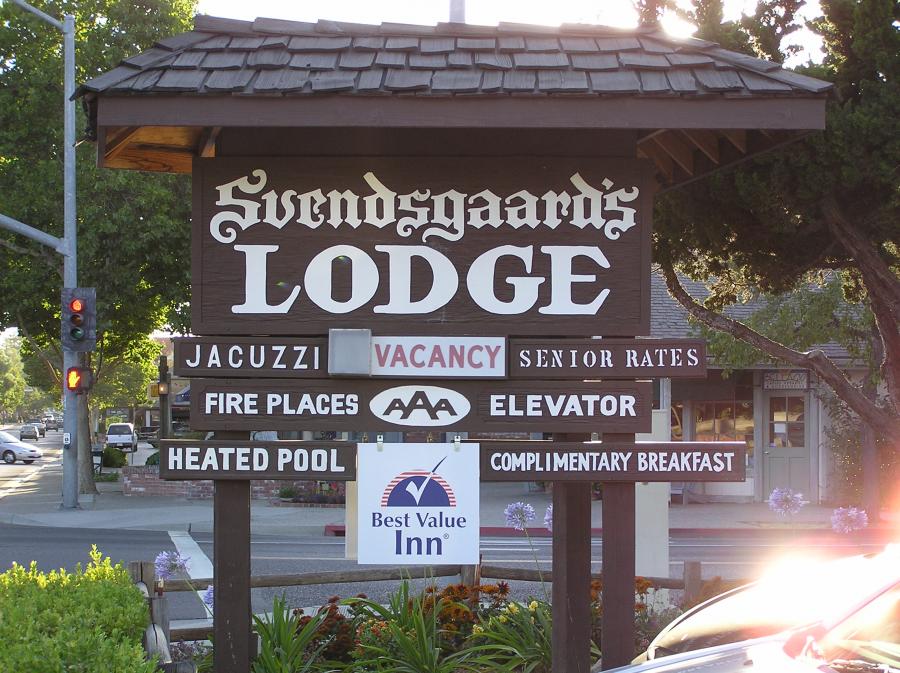 Svendsgaard's
LODGE
JACUZZI VACANCY SENIOR RATES
FIRE PLACES AAA ELEVATOR
HEATED POOL COMPLIMENTARY BREAKFAST
Best Value
Inn®